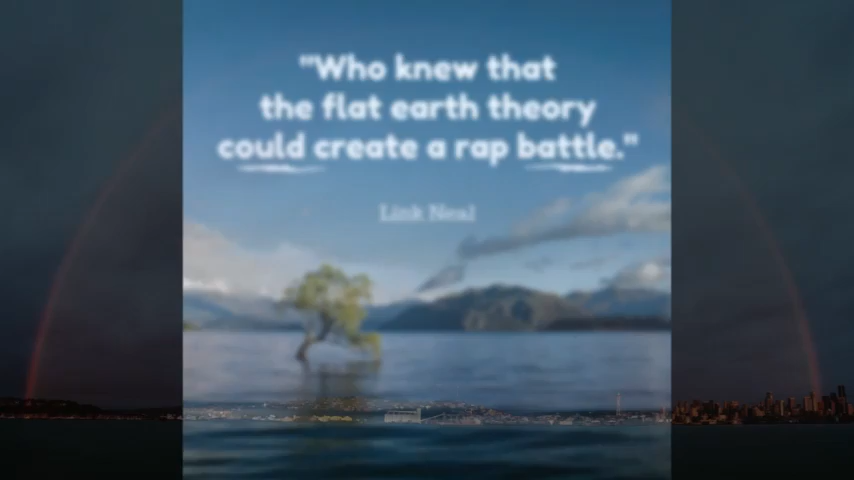 "Who knew that
the flat earth theory
could create a rap battle."
Link Neal